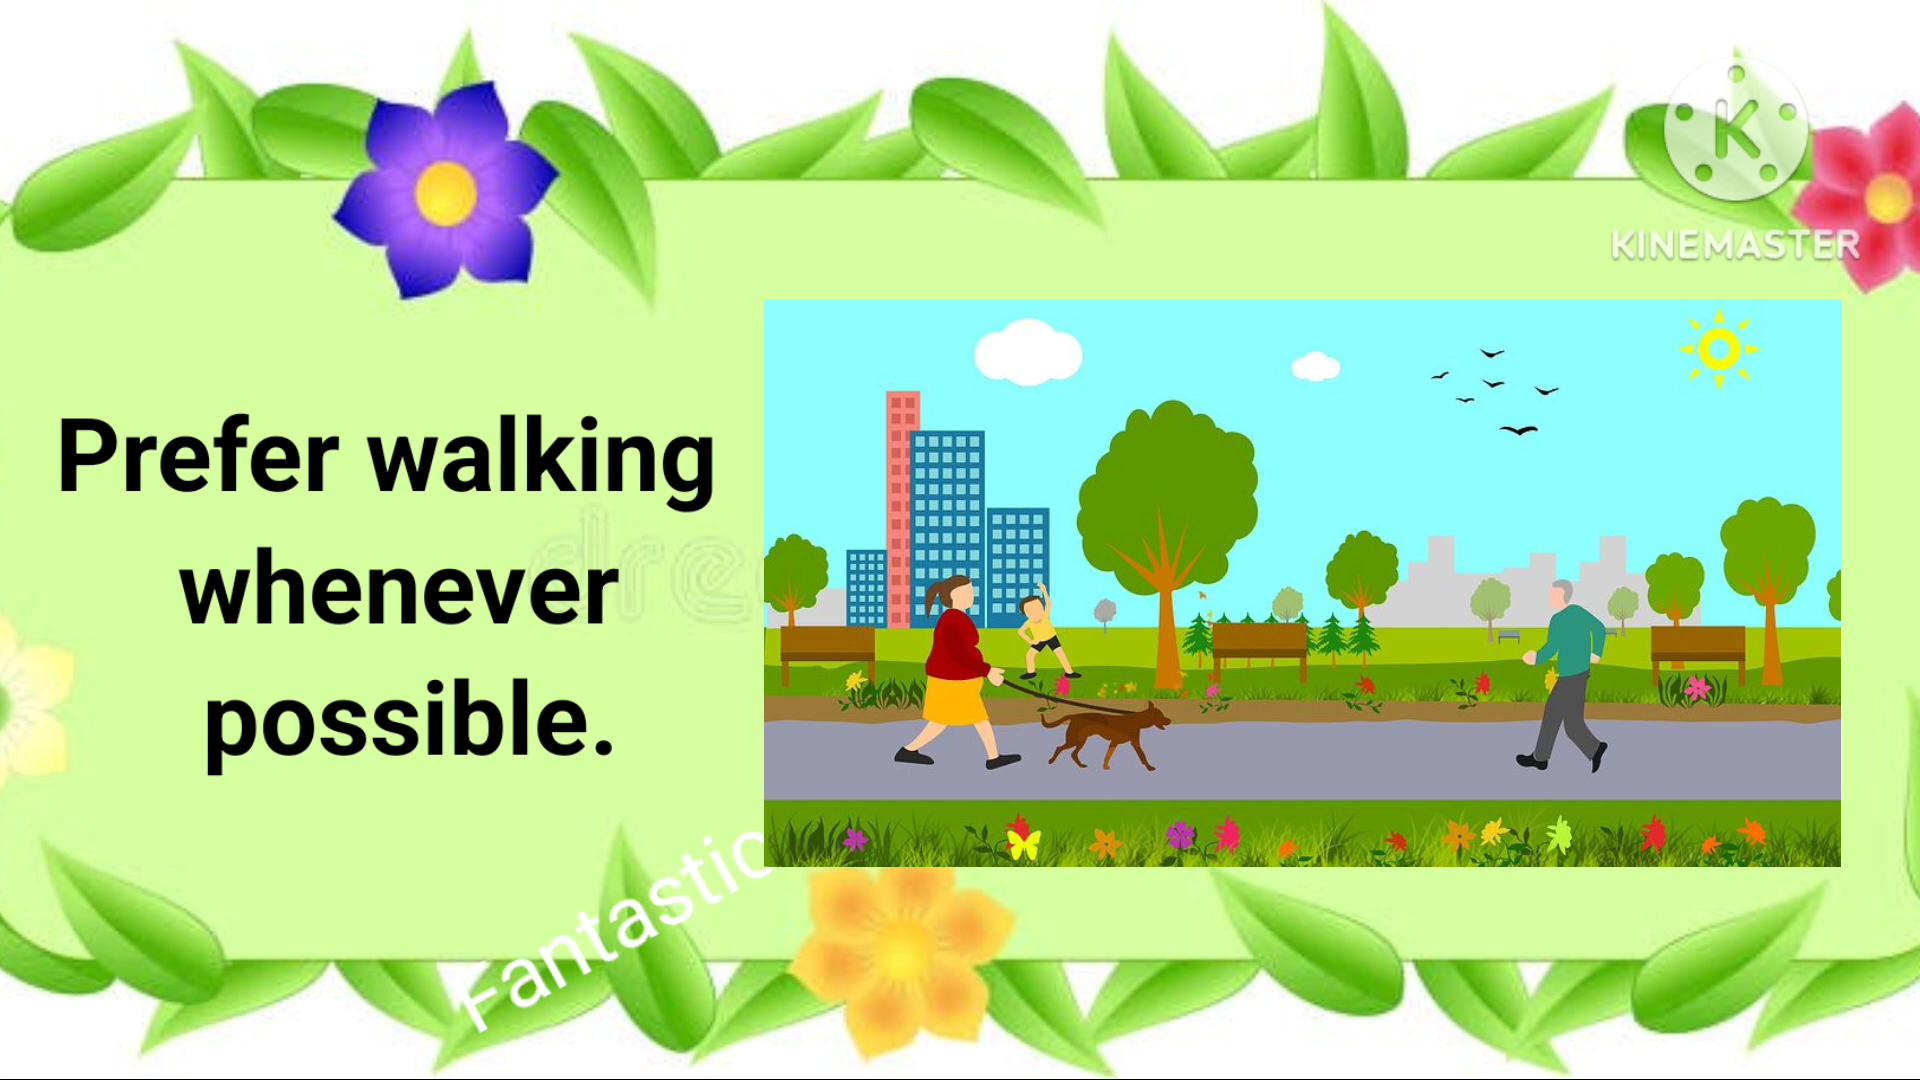 K
KINEMASTER
Prefer walking
whenever
possible.
Fantastic